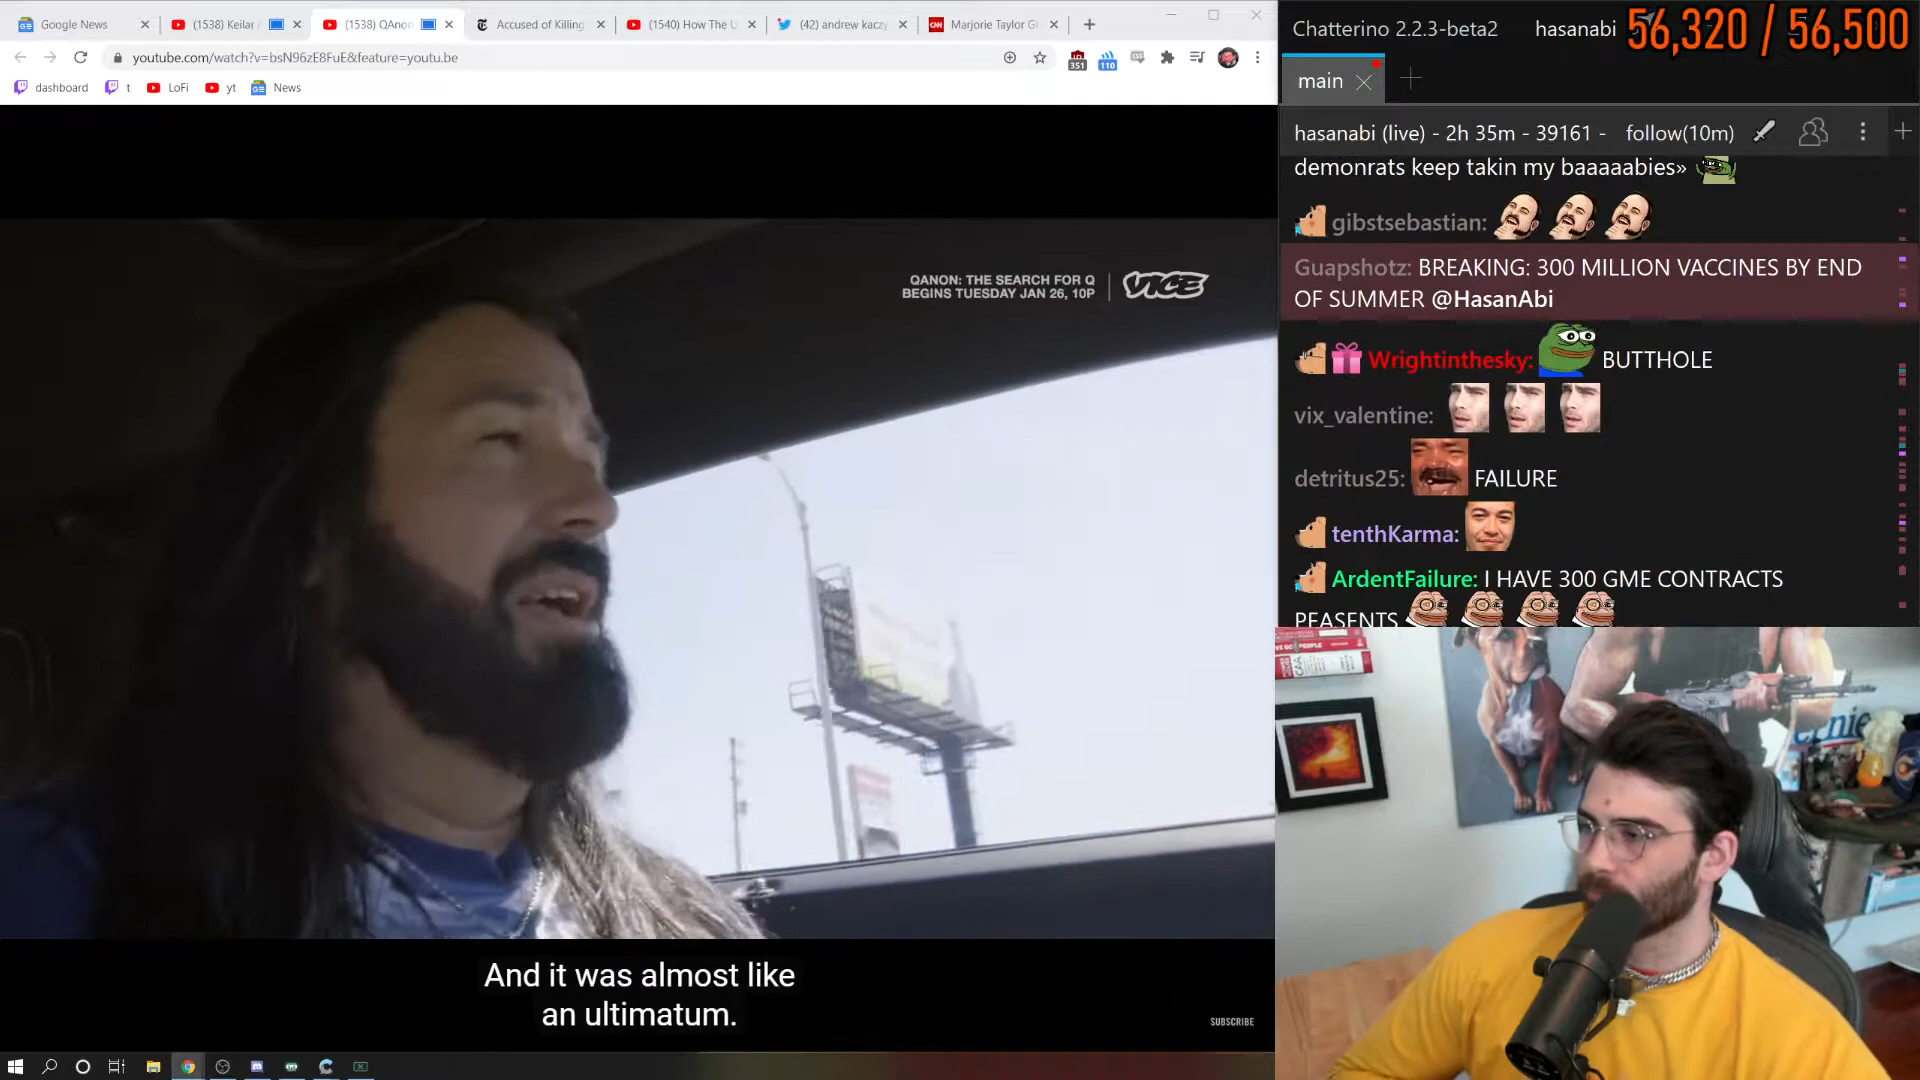 Google News
(1538) Keilar A
(1538) QAnon
Accused of Killing
(1540) How The U
(42) andrew kaczy
Marjorie Taylor Gr
youtube.com/watch?v=bsN96zE8FuE&feature=youtu.be
351
110
dashboard
t
LoFi
yt
News
QANON: THE SEARCH FOR Q
BEGINS TUESDAY JAN 26, 10P
VICE
And it was almost like
an ultimatum.
SUBSCRIBE
Chatterino 2.2.3-beta2
hasanabi
56,320 / 56,500
main
hasanabi (live) - 2h 35m - 39161 - follow(10m)
demonrats keep takin my baaaaabies»
gibstsebastian:
Guapshotz: BREAKING: 300 MILLION VACCINES BY END
OF SUMMER @HasanAbi
Wrightinthesky: BUTTHOLE
vix_valentine:
detritus25: FAILURE
tenthKarma:
ArdentFailure: I HAVE 300 GME CONTRACTS
PEASENTS